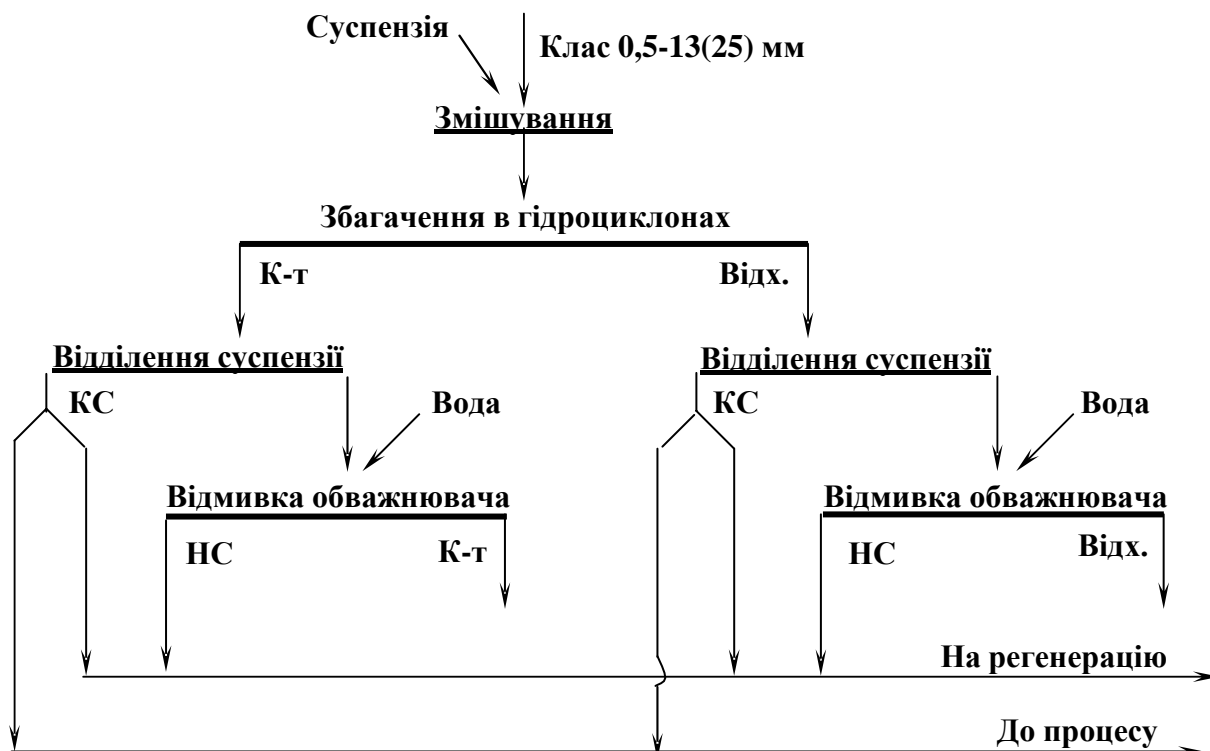 Суспензія
Клас 0,5-13(25) мм
Змішування
Збагачення в гідроциклонах
К-т
Відх.
Відділення суспензії
Відділення суспензії
КС
Вода
КС
Вода
Відмивка обважнювача
Відмивка обважнювача
НС
К-т
НС
Відх.
На регенерацію
До процесу